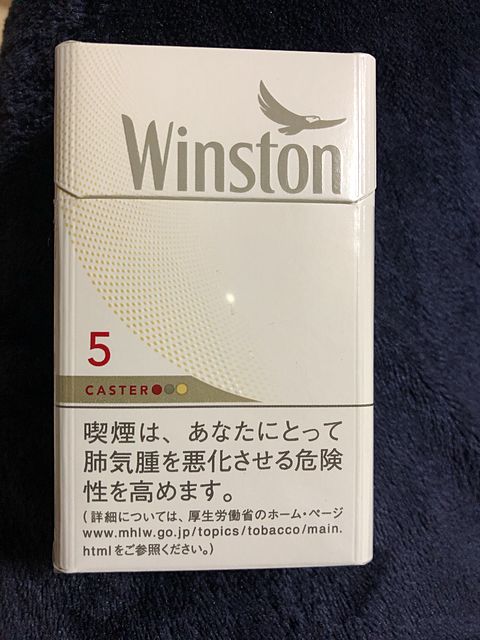 Winston
5
CASTER
喫煙は、あなたにとって
肺気腫を悪化させる危険
性を高めます。
(詳細については、厚生労働省のホーム・ページ
www.mhlw.go.jp/topics/tobacco/main.
htmlをご参照ください。)